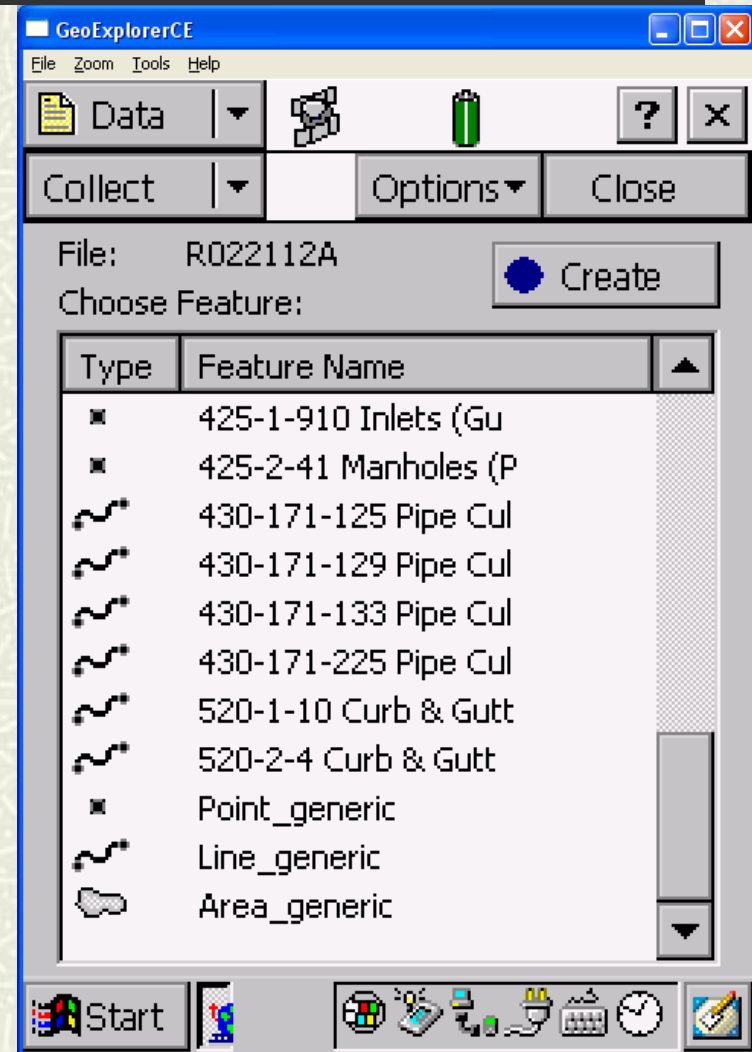 GeoExplorerCE
File Zoom Tools Help
Data ? ×
Collect Options Close
File: R022112A
Create
Choose Feature:
Type Feature Name
425-1-910 Inlets (Gu
425-2-41 Manholes (P
430-171-125 Pipe Cul
430-171-129 Pipe Cul
430-171-133 Pipe Cul
430-171-225 Pipe Cul
520-1-10 Curb & Gutt
520-2-4 Curb & Gutt
Point_generic
Line_generic
Area_generic
Start